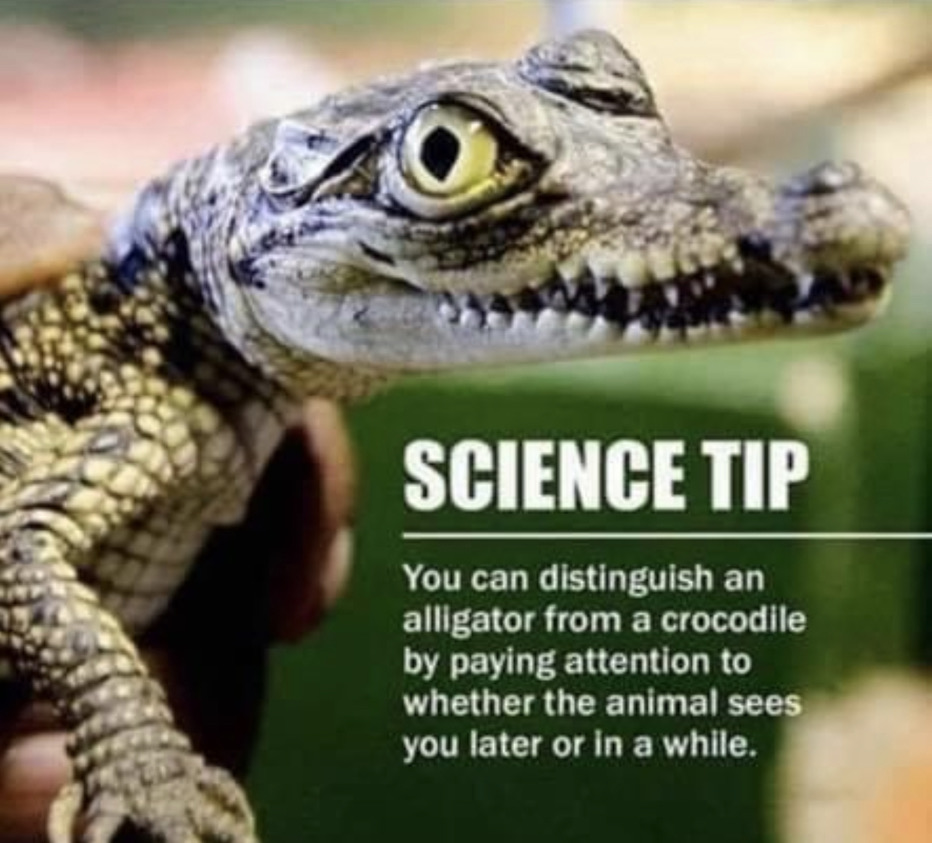 SCIENCE TIP
You can distinguish an
alligator from a crocodile
by paying attention to
whether the animal sees
you later or in a while.